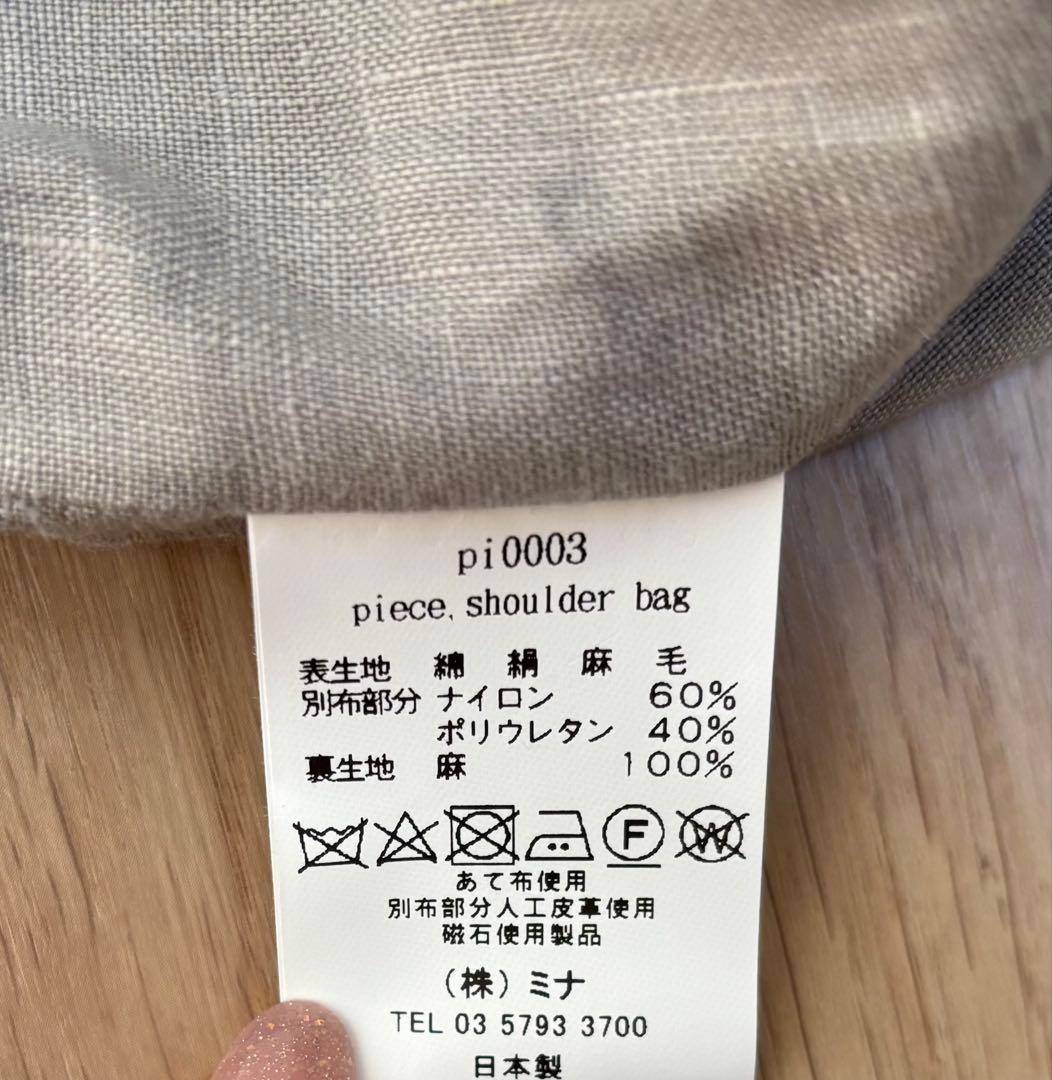 pi0003
piece, shoulder bag
表生地 綿 絹 麻 毛
別布部分 ナイロン 60%
ポリウレタン 40%
裏生地 麻 100%
F W
あて布使用
別布部分人工皮革使用
磁石使用製品
(株)ミナ
TEL 03 5793 3700
日本製